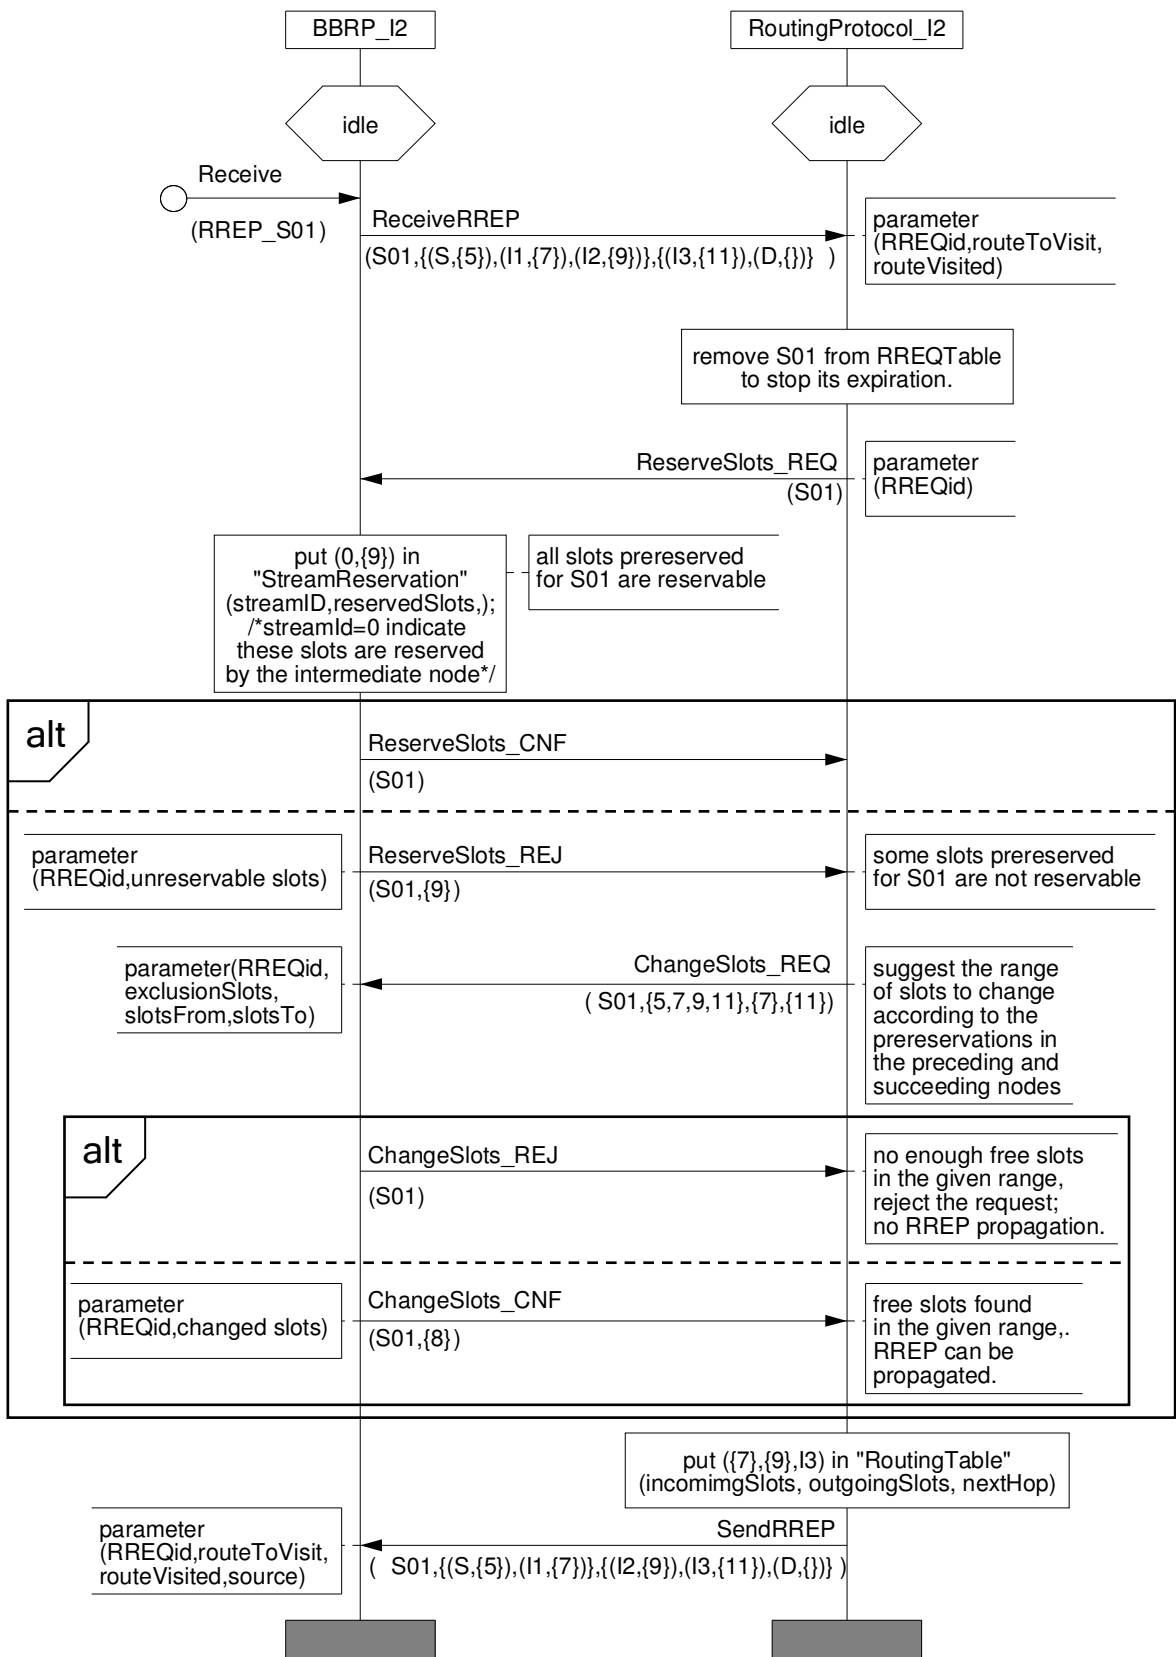 BBRP_I2
RoutingProtocol_I2
idle
idle
Receive
(RREP_S01)
ReceiveRREP
(S01,{(S,{5}),(I1,{7}),(I2,{9})},{(I3,{11}),(D,{})} )
parameter
(RREQid,routeToVisit,
routeVisited)
remove S01 from RREQTable
to stop its expiration.
ReserveSlots_REQ
(S01)
parameter
(RREQid)
put (0,{9}) in
"StreamReservation"
(streamID,reservedSlots,);
/*streamId=0 indicate
these slots are reserved
by the intermediate node*/
all slots prereserved
for S01 are reservable
alt
ReserveSlots_CNF
(S01)
parameter
(RREQid,unreservable slots)
ReserveSlots_REJ
(S01,{9})
some slots prereserved
for S01 are not reservable
parameter(RREQid,
exclusionSlots,
slotsFrom,slotsTo)
ChangeSlots_REQ
( S01,{5,7,9,11},{7},{11})
suggest the range
of slots to change
according to the
prereservations in
the preceding and
succeeding nodes
alt
ChangeSlots_REJ
(S01)
no enough free slots
in the given range,
reject the request;
no RREP propagation.
parameter
(RREQid,changed slots)
ChangeSlots_CNF
(S01,{8})
free slots found
in the given range,.
RREP can be
propagated.
put ({7},{9},I3) in "RoutingTable"
(incomimgSlots, outgoingSlots, nextHop)
parameter
(RREQid,routeToVisit,
routeVisited,source)
SendRREP
( S01,{(S,{5}),(I1,{7})},{(I2,{9}),(I3,{11}),(D,{})} )